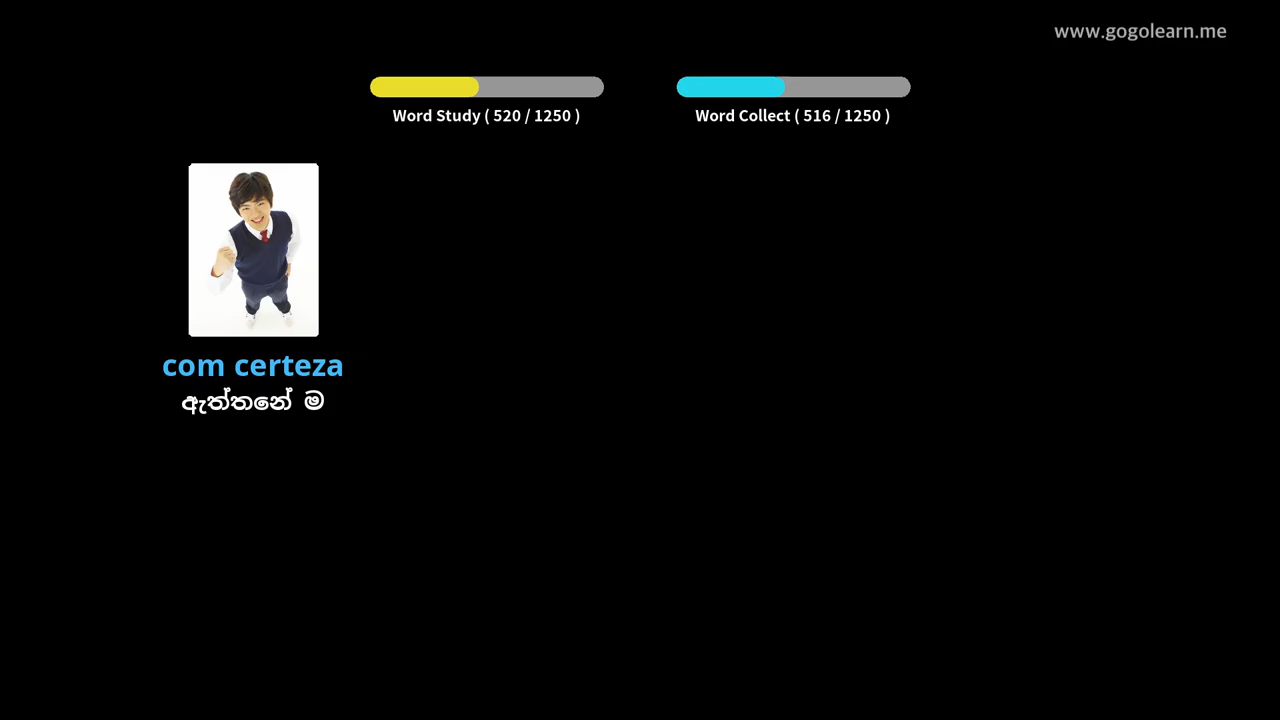 www.gogolearn.me
Word Study ( 520 / 1250 )
Word Collect ( 516 / 1250 )
com certeza
ඇත්තනේ ම